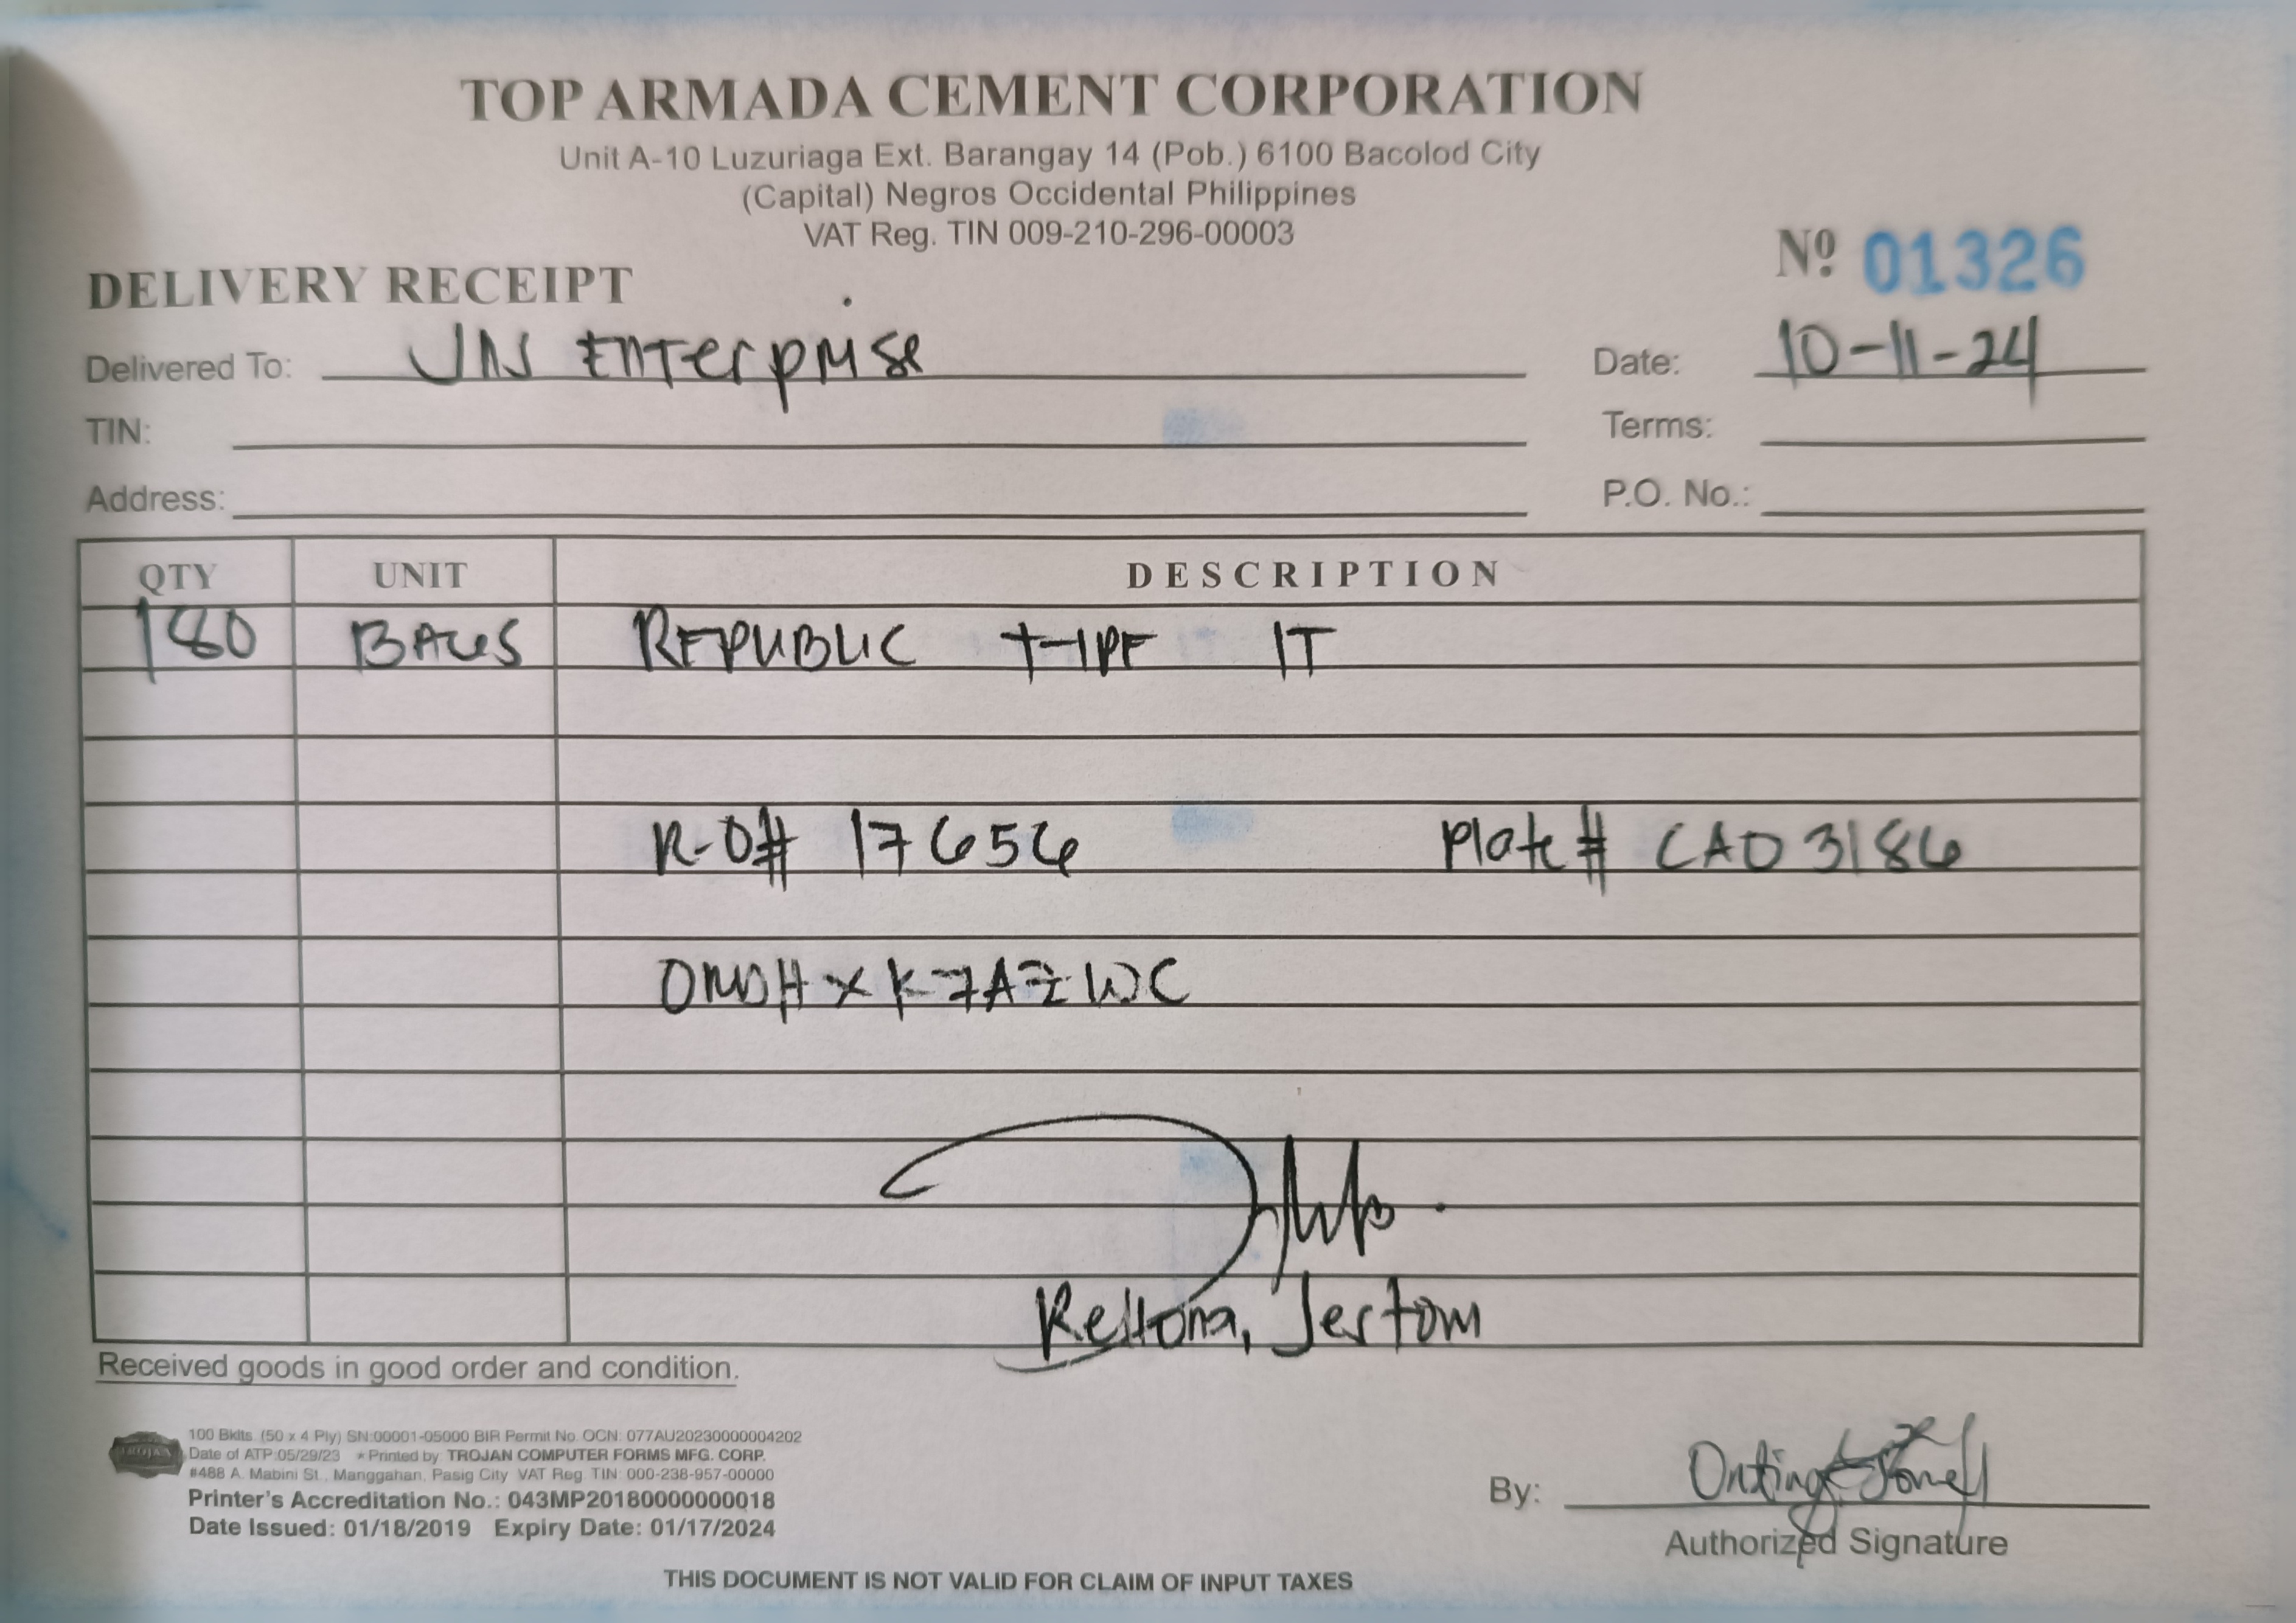 TOP ARMADA CEMENT CORPORATION
Unit A-10 Luzuriaga Ext. Barangay 14 (Pob.) 6100 Bacolod City
(Capital) Negros Occidental Philippines
VAT Reg. TIN 009-210-296-00003
Nº 01326
DELIVERY RECEIPT
Delivered To: JNS Enterprise Date: 10-11-24
TIN: Terms:
Address: P.O. No.:
QTY UNIT DESCRIPTION
180 BAGS REPUBLIC TYPE 1T
R-O# 17656 Plate # CAO 3186
Jertom
Received goods in good order and condition.
TROJAN
100 Bklts. (50 x 4 Ply) SN:00001-05000 BIR Permit No. OCN: 077AU20230000004202
Date of ATP:05/29/23 * Printed by: TROJAN COMPUTER FORMS MFG. CORP.
#488 A. Mabini St., Manggahan, Pasig City VAT Reg. TIN: 000-238-957-00000
Printer's Accreditation No.: 043MP20180000000018
Date Issued: 01/18/2019 Expiry Date: 01/17/2024
By:
Authorized Signature
THIS DOCUMENT IS NOT VALID FOR CLAIM OF INPUT TAXES